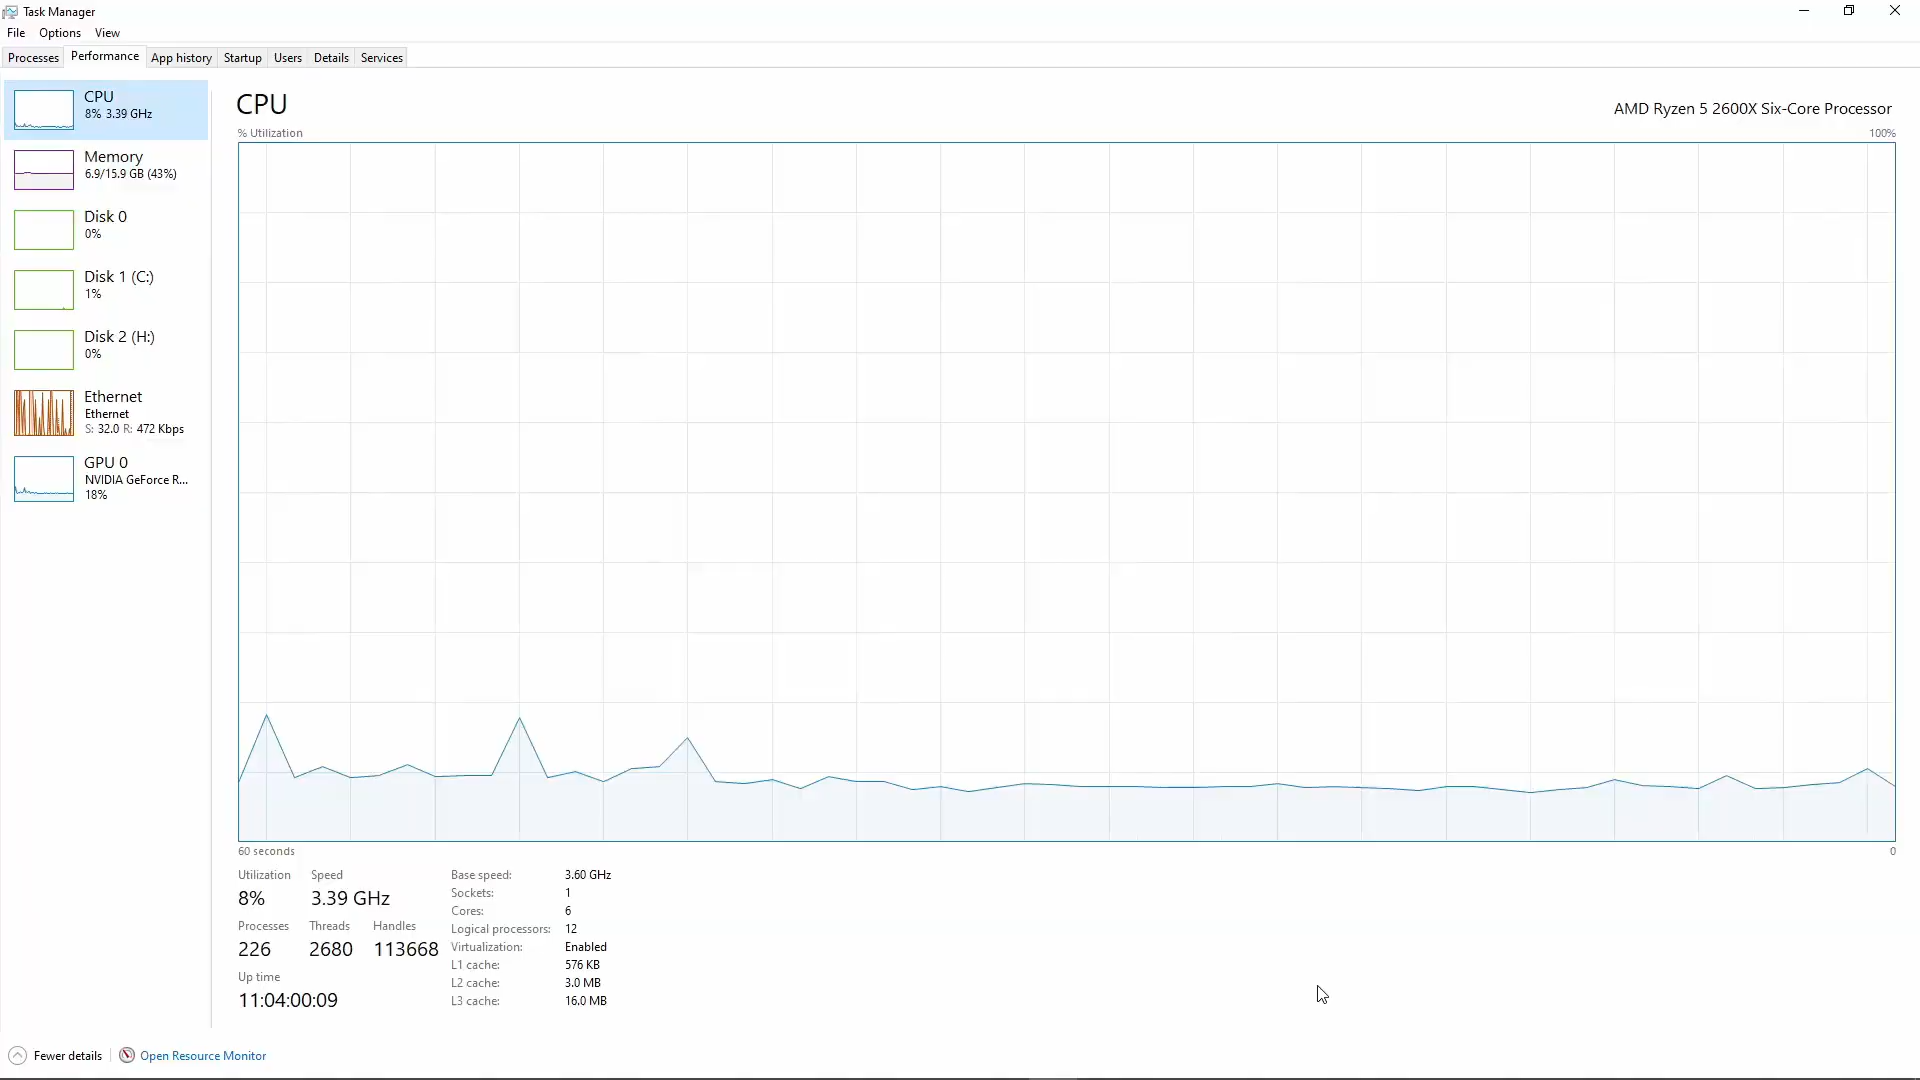 Task Manager
File Options View
Processes Performance App history Startup Users Details Services
CPU
8% 3.39 GHz
Memory
6.9/15.9 GB (43%)
Disk 0
0%
Disk 1 (C:)
1%
Disk 2 (H:)
0%
Ethernet
Ethernet
S: 32.0 R: 472 Kbps
GPU 0
NVIDIA GeForce R...
18%
CPU
AMD Ryzen 5 2600X Six-Core Processor
% Utilization 100%
60 seconds 0
Utilization Speed
8% 3.39 GHz
Processes Threads Handles
226 2680 113668
Up time
11:04:00:09
Base speed: 3.60 GHz
Sockets: 1
Cores: 6
Logical processors: 12
Virtualization: Enabled
L1 cache: 576 KB
L2 cache: 3.0 MB
L3 cache: 16.0 MB
Fewer details Open Resource Monitor